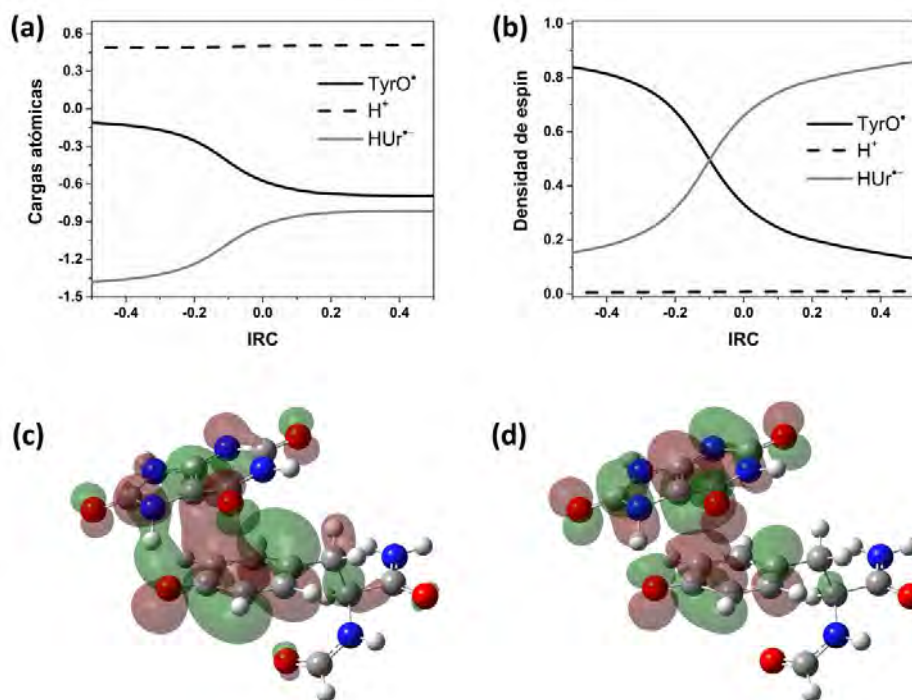 (a)
Cargas atómicas
0.6
0.3
0.0
-0.3
-0.6
-0.9
-1.2
-1.5
TyrO•
H+
HUr•−
-0.4 -0.2 0.0 0.2 0.4
IRC
(b)
Densidad de espin
1.0
0.8
0.6
0.4
0.2
0.0
TyrO•
H+
HUr•−
-0.4 -0.2 0.0 0.2 0.4
IRC
(c)
(d)